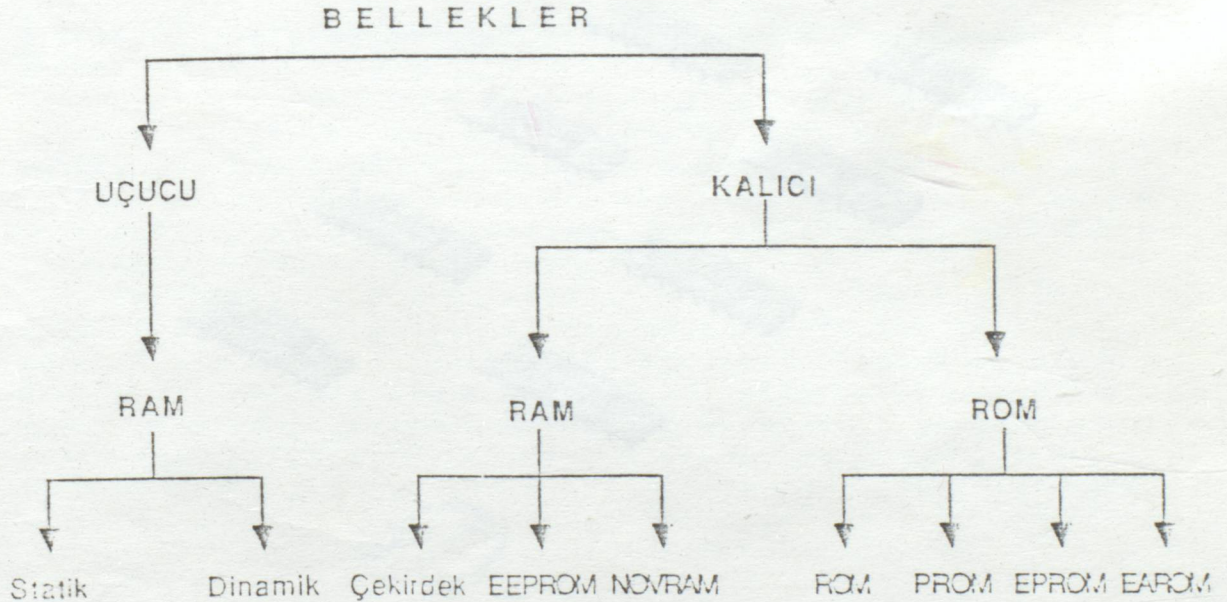 BELLEKLER
UÇUCU KALICI
RAM RAM ROM
Statik Dinamik Çekirdek EEPROM NOVRAM ROM PROM EPROM EAROM